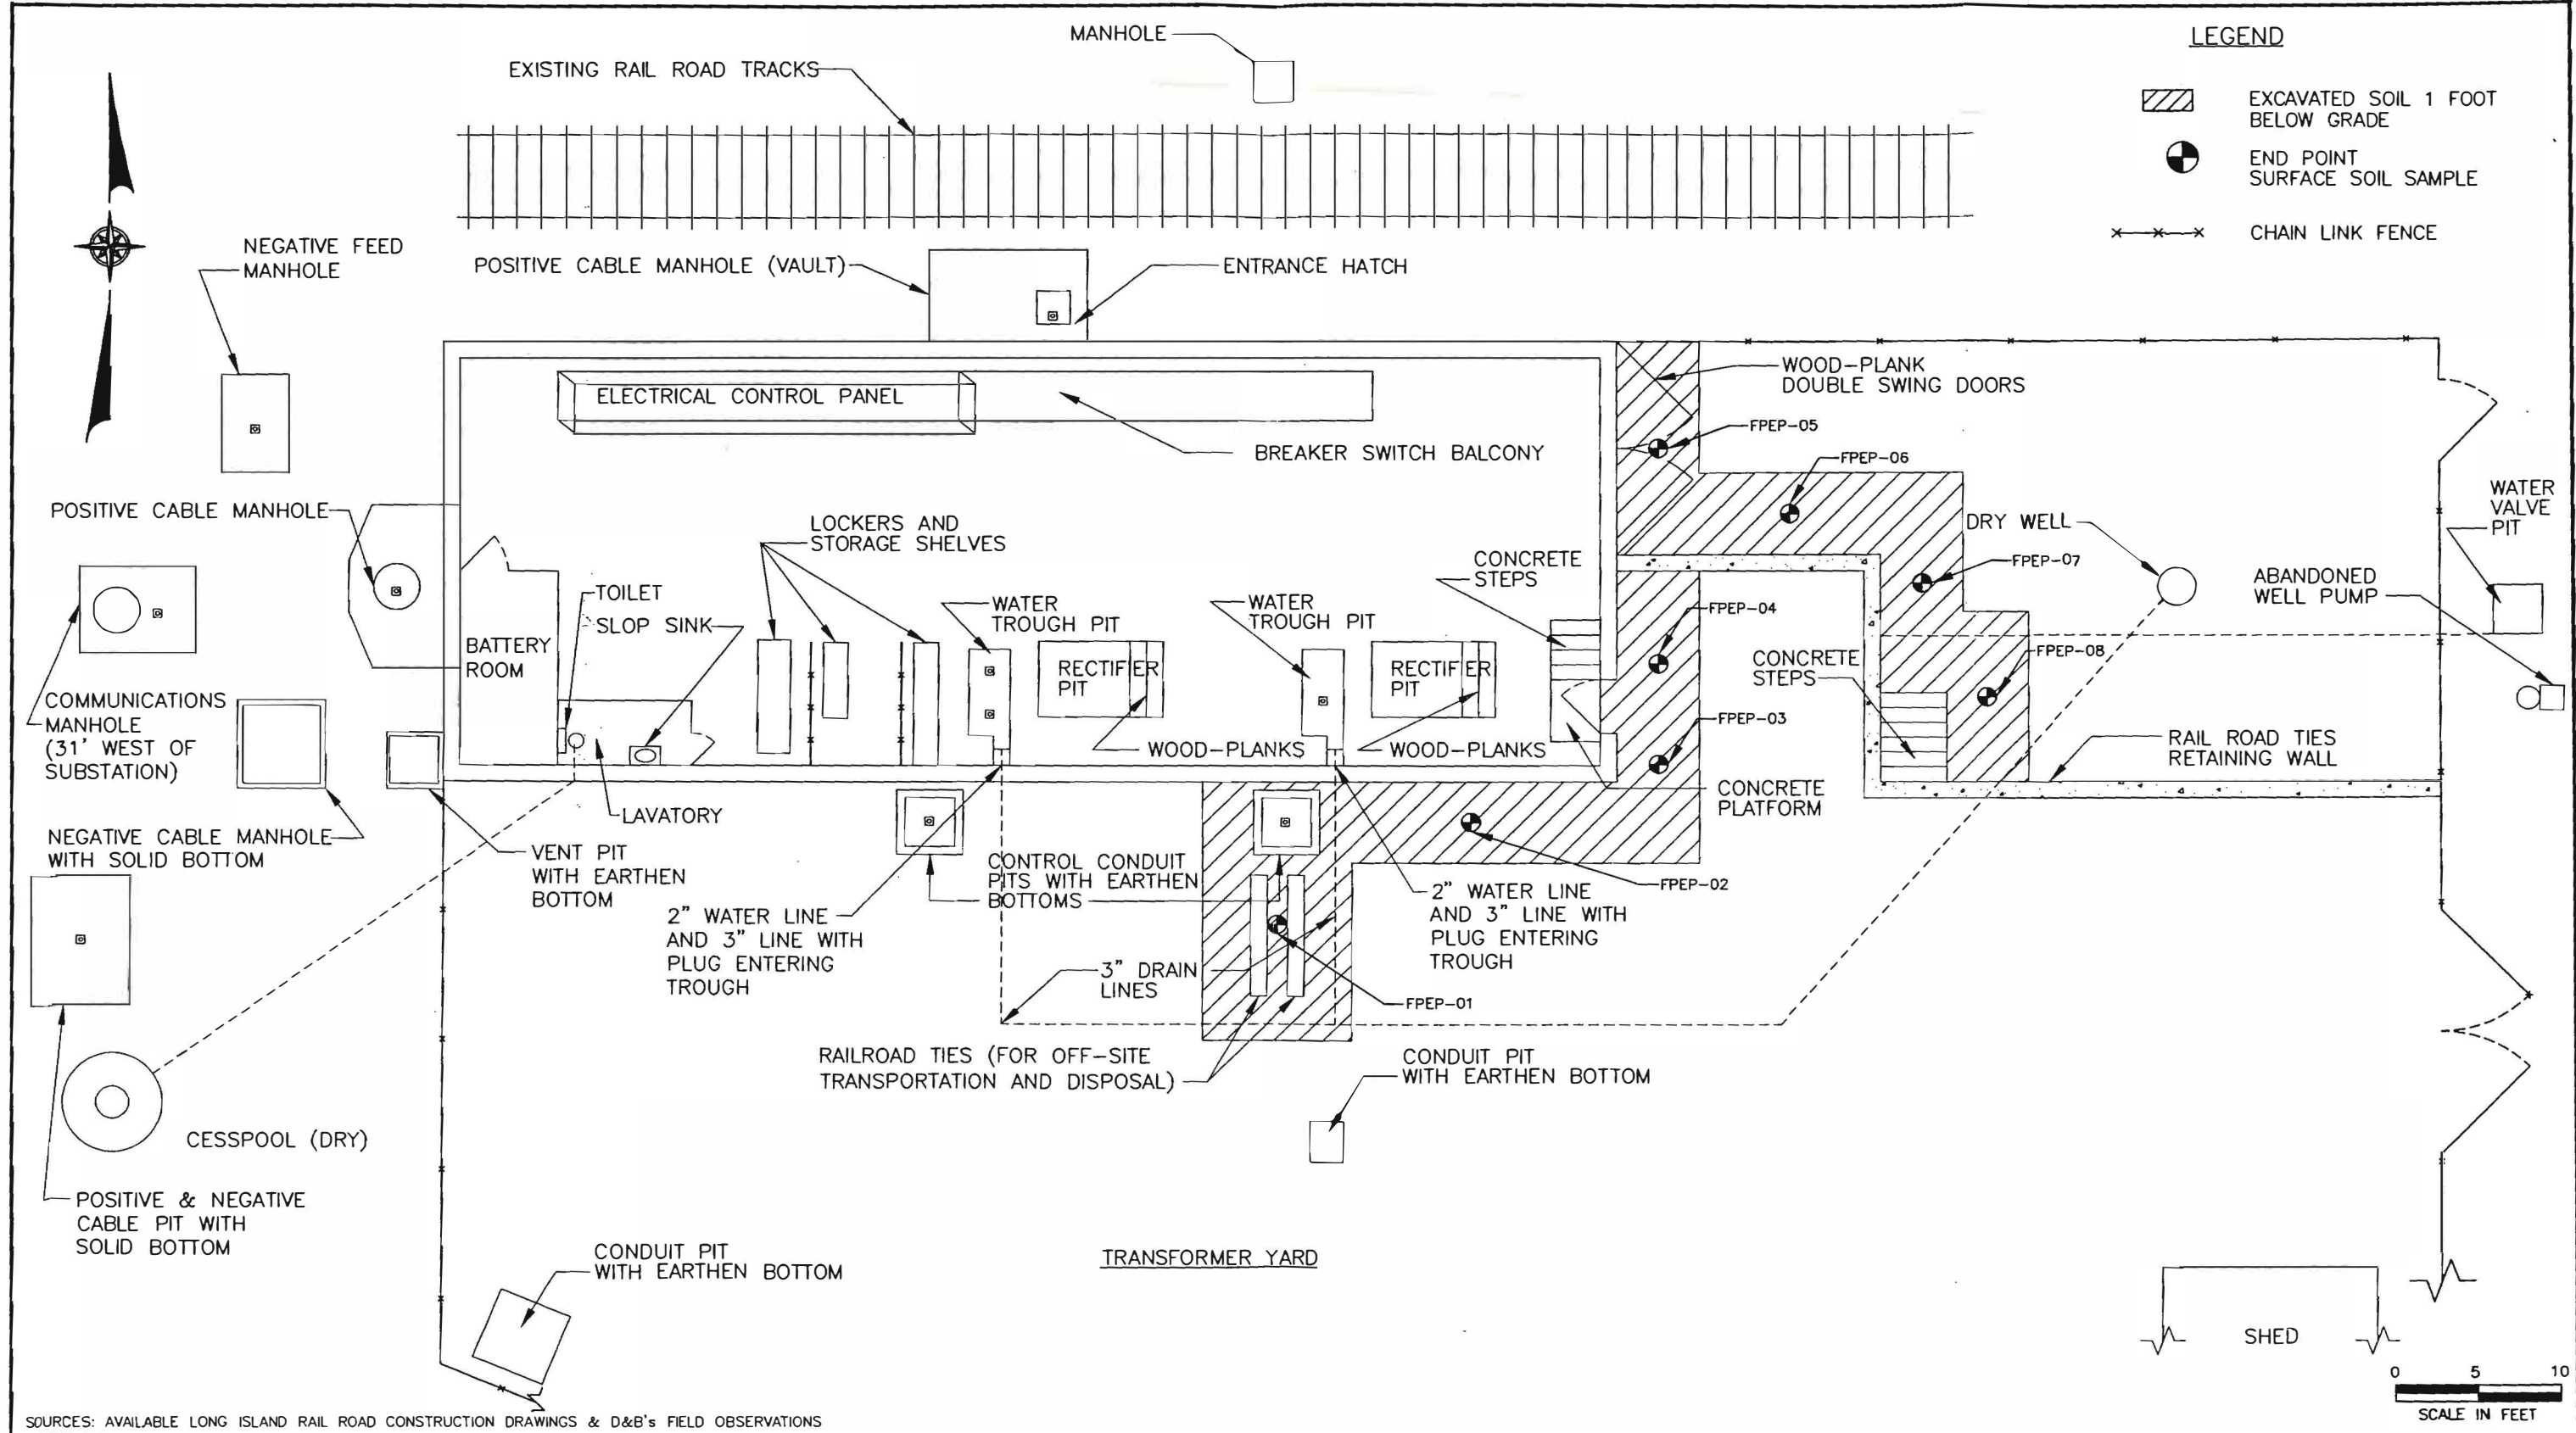 MANHOLE
EXISTING RAIL ROAD TRACKS
LEGEND
EXCAVATED SOIL 1 FOOT
BELOW GRADE
END POINT
SURFACE SOIL SAMPLE
CHAIN LINK FENCE
NEGATIVE FEED
MANHOLE
POSITIVE CABLE MANHOLE (VAULT)
ENTRANCE HATCH
WOOD-PLANK
DOUBLE SWING DOORS
ELECTRICAL CONTROL PANEL
BREAKER SWITCH BALCONY
FPEP-05
FPEP-06
POSITIVE CABLE MANHOLE
LOCKERS AND
STORAGE SHELVES
DRY WELL
WATER
VALVE
PIT
CONCRETE
STEPS
FPEP-07
ABANDONED
WELL PUMP
TOILET
SLOP SINK
WATER
TROUGH PIT
WATER
TROUGH PIT
FPEP-04
BATTERY
ROOM
RECTIFIER
PIT
RECTIFIER
PIT
CONCRETE
STEPS
FPEP-08
COMMUNICATIONS
MANHOLE
(31' WEST OF
SUBSTATION)
FPEP-03
WOOD-PLANKS
WOOD-PLANKS
RAIL ROAD TIES
RETAINING WALL
CONCRETE
PLATFORM
LAVATORY
NEGATIVE CABLE MANHOLE
WITH SOLID BOTTOM
VENT PIT
WITH EARTHEN
BOTTOM
CONTROL CONDUIT
PITS WITH EARTHEN
BOTTOMS
FPEP-02
2" WATER LINE
AND 3" LINE WITH
PLUG ENTERING
TROUGH
2" WATER LINE
AND 3" LINE WITH
PLUG ENTERING
TROUGH
3" DRAIN
LINES
FPEP-01
RAILROAD TIES (FOR OFF-SITE
TRANSPORTATION AND DISPOSAL)
CONDUIT PIT
WITH EARTHEN BOTTOM
CESSPOOL (DRY)
POSITIVE & NEGATIVE
CABLE PIT WITH
SOLID BOTTOM
CONDUIT PIT
WITH EARTHEN BOTTOM
TRANSFORMER YARD
SHED
0 5 10
SCALE IN FEET
SOURCES: AVAILABLE LONG ISLAND RAIL ROAD CONSTRUCTION DRAWINGS & D&B's FIELD OBSERVATIONS